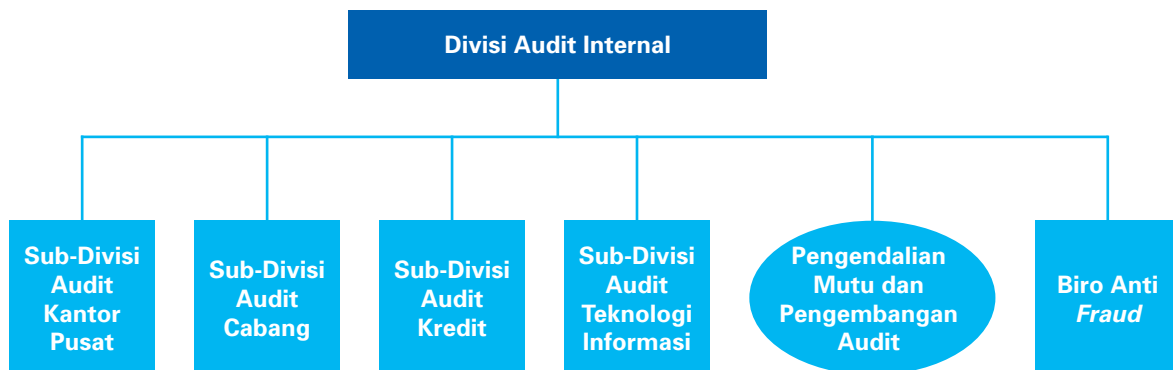 Divisi Audit Internal
Sub-Divisi
Audit
Kantor
Pusat
Sub-Divisi
Audit
Cabang
Sub-Divisi
Audit
Kredit
Sub-Divisi
Audit
Teknologi
Informasi
Pengendalian
Mutu dan
Pengembangan
Audit
Biro Anti
Fraud